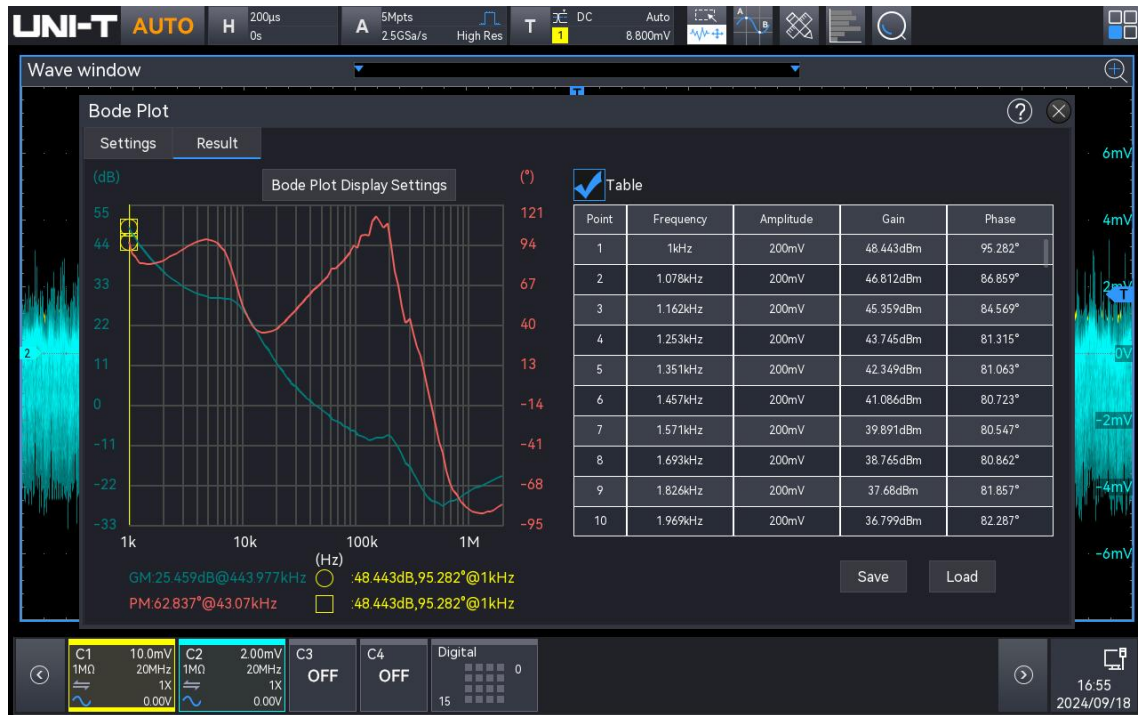 UNI-T AUTO H 200μs 0s A 5Mpts 2.5GSa/s High Res T 1 DC Auto 8.800mV A B
Wave window
T
Bode Plot
Settings Result
(dB) Bode Plot Display Settings (°)
Table
55 121
44 94
33 67
22 40
11 13
0 -14
-11 -41
-22 -68
-33 -95
1k 10k 100k 1M
(Hz)
GM:25.459dB@443.977kHz :48.443dB,95.282°@1kHz
PM:62.837°@43.07kHz :48.443dB,95.282°@1kHz
Point Frequency Amplitude Gain Phase
1 1kHz 200mV 48.443dBm 95.282°
2 1.078kHz 200mV 46.812dBm 86.859°
3 1.162kHz 200mV 45.359dBm 84.569°
4 1.253kHz 200mV 43.745dBm 81.315°
5 1.351kHz 200mV 42.349dBm 81.063°
6 1.457kHz 200mV 41.086dBm 80.723°
7 1.571kHz 200mV 39.891dBm 80.547°
8 1.693kHz 200mV 38.765dBm 80.862°
9 1.826kHz 200mV 37.68dBm 81.857°
10 1.969kHz 200mV 36.799dBm 82.287°
Save Load
6mV
4mV
2mV
T
0V
-2mV
-4mV
-6mV
2
C1 10.0mV C2 2.00mV C3 C4 Digital
1MΩ 20MHz 1MΩ 20MHz OFF OFF 0
1X 1X
0.00V 0.00V 15
16:55
2024/09/18